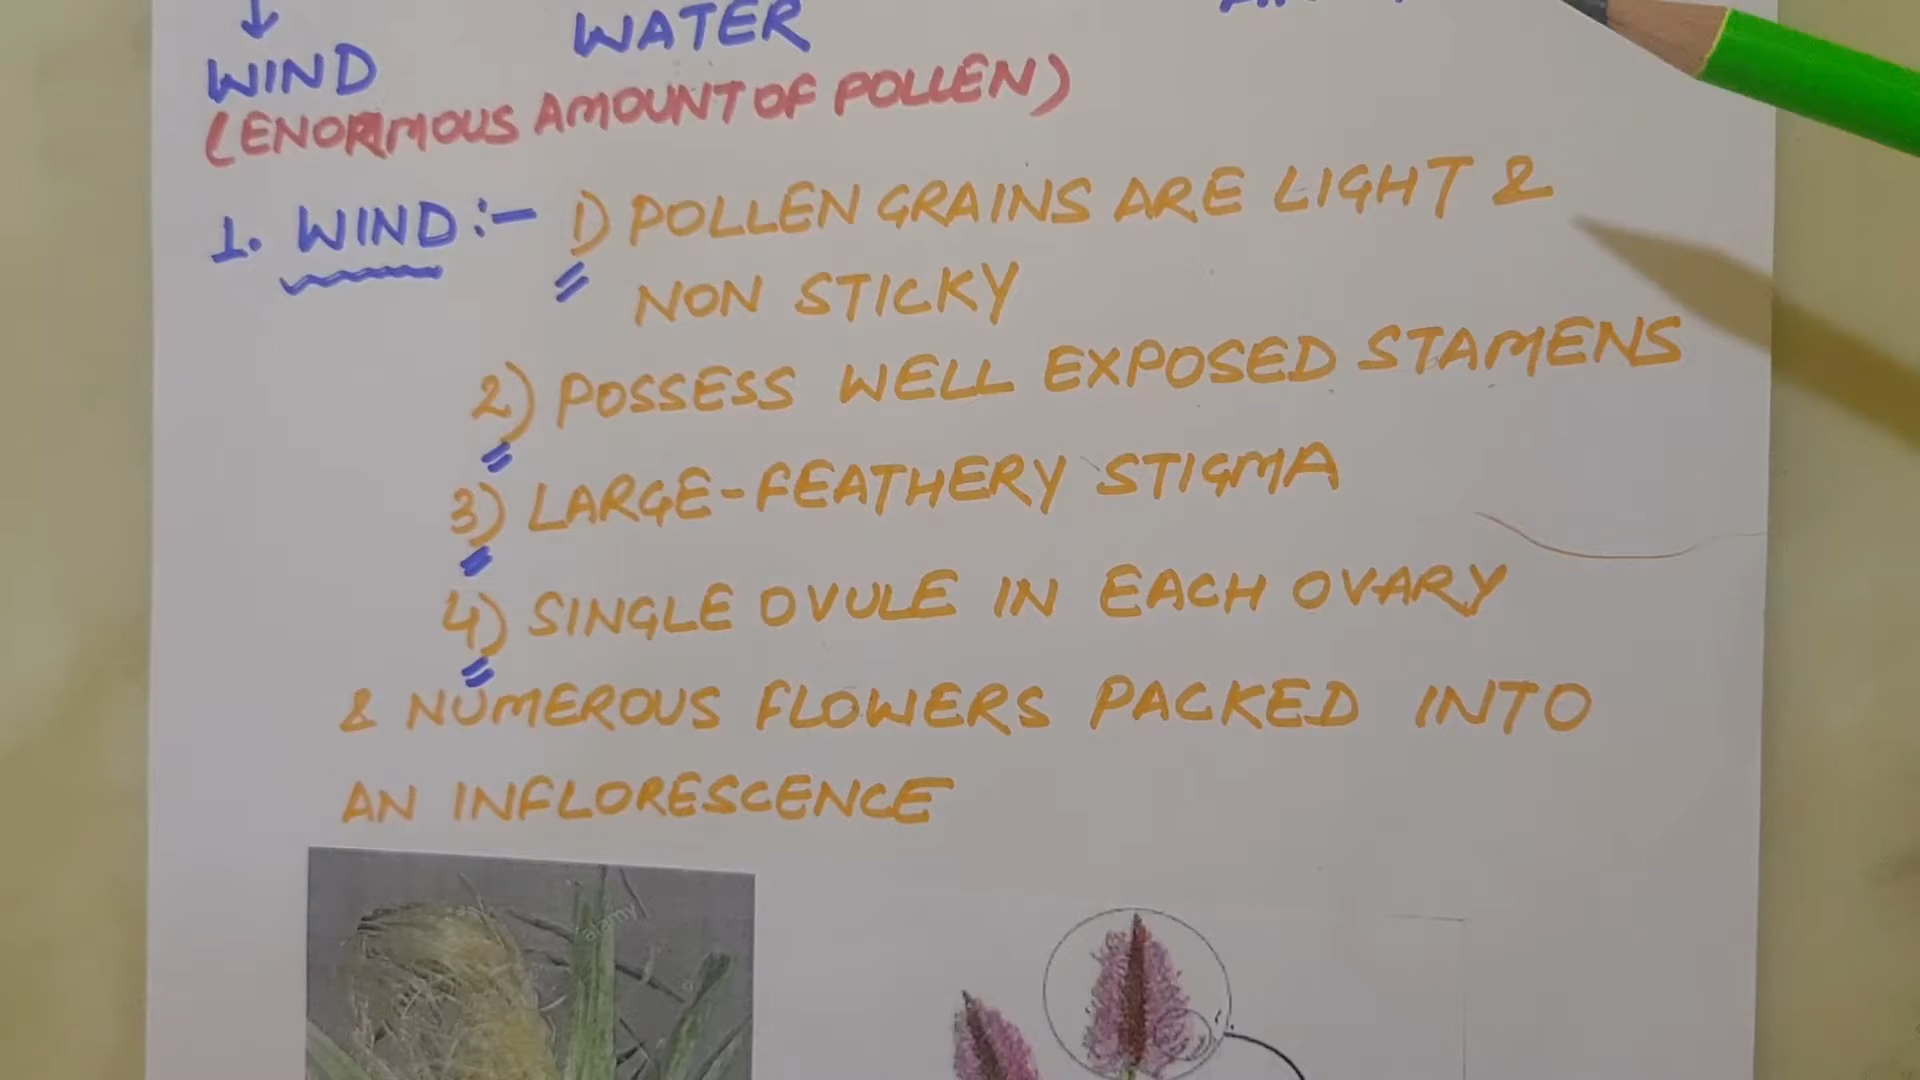 WIND WATER
(ENORMOUS AMOUNT OF POLLEN)
1. WIND :- 1) POLLEN GRAINS ARE LIGHT &
NON STICKY
2) POSSESS WELL EXPOSED STAMENS
3) LARGE-FEATHERY STIGMA
4) SINGLE OVULE IN EACH OVARY
& NUMEROUS FLOWERS PACKED INTO
AN INFLORESCENCE
alamy